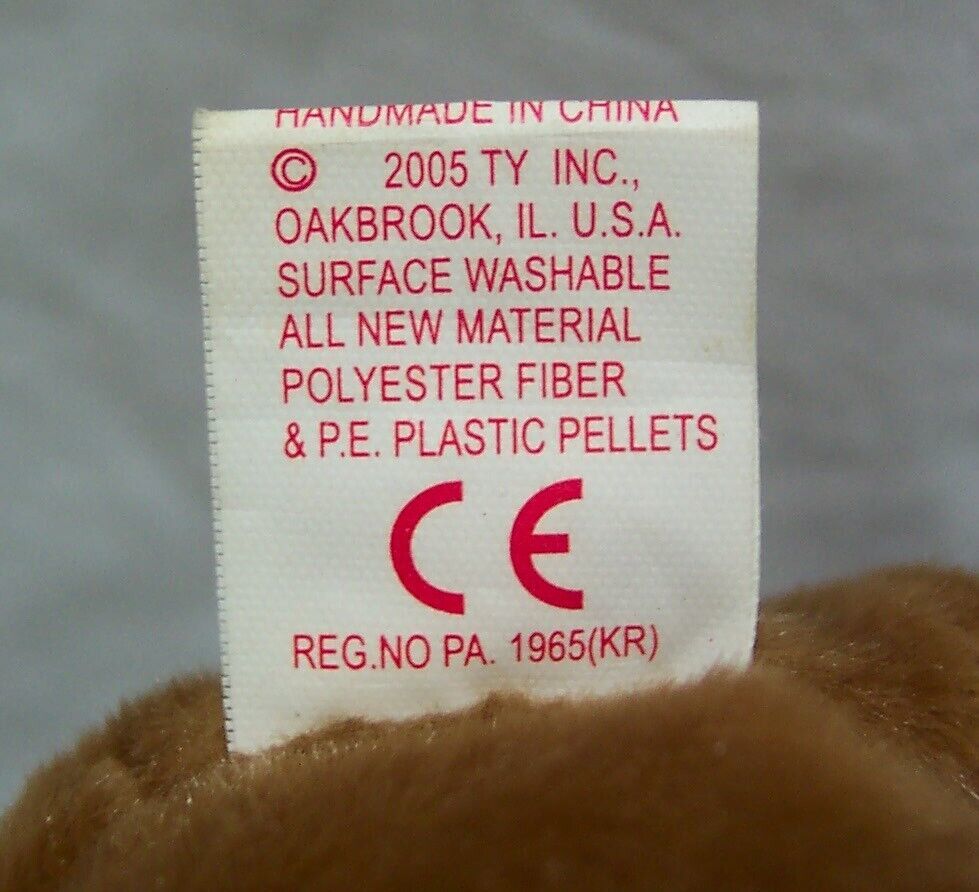 HANDMADE IN CHINA
© 2005 TY INC.,
OAKBROOK, IL. U.S.A.
SURFACE WASHABLE
ALL NEW MATERIAL
POLYESTER FIBER
& P.E. PLASTIC PELLETS
CE
REG.NO PA. 1965(KR)